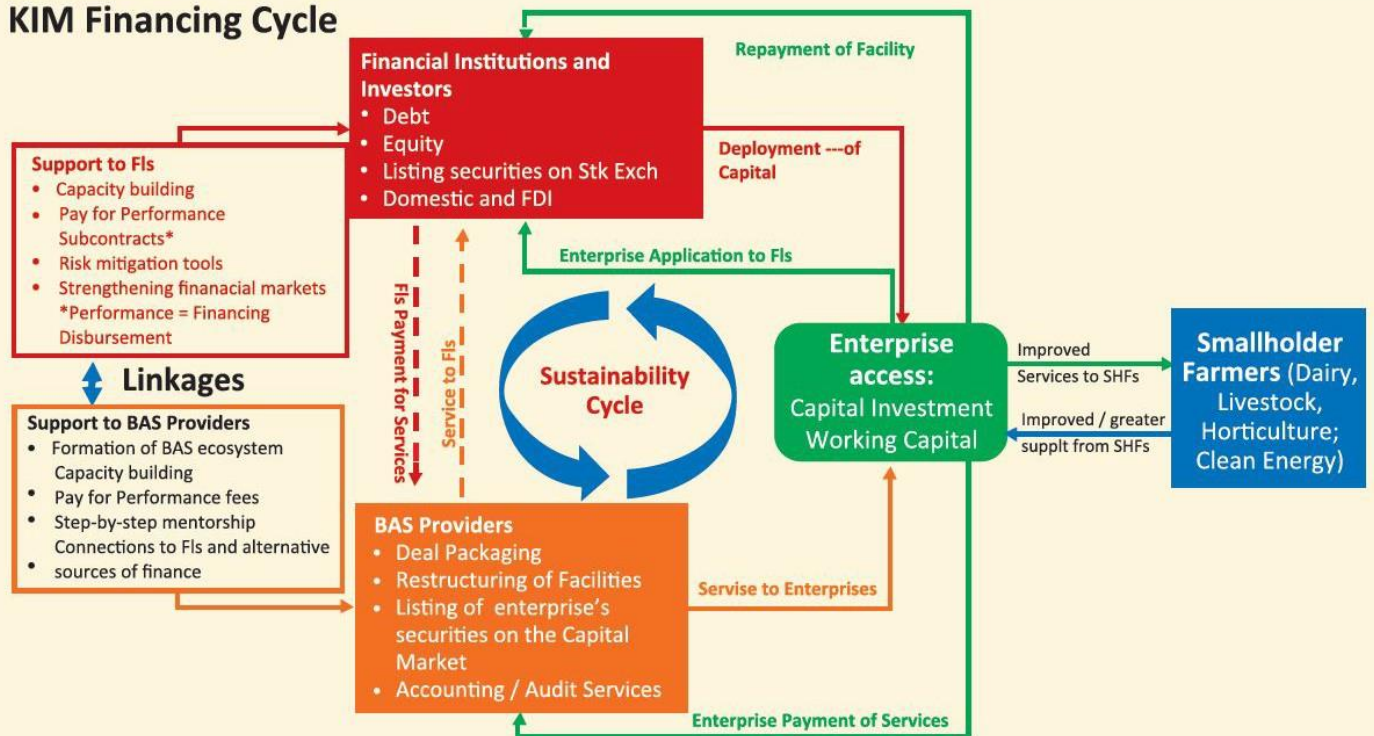 KIM Financing Cycle
Repayment of Facility
Financial Institutions and
Investors
• Debt
• Equity
• Listing securities on Stk Exch
• Domestic and FDI
Deployment ---of
Capital
Support to FIs
• Capacity building
• Pay for Performance
Subcontracts*
• Risk mitigation tools
• Strengthening finanacial markets
*Performance = Financing
Disbursement
Enterprise Application to FIs
FIs Payment for Services
Service to FIs
Sustainability
Cycle
Enterprise
access:
Capital Investment
Working Capital
Improved
Services to SHFs
Improved / greater
supplt from SHFs
Smallholder
Farmers (Dairy,
Livestock,
Horticulture;
Clean Energy)
Linkages
Support to BAS Providers
• Formation of BAS ecosystem
Capacity building
• Pay for Performance fees
• Step-by-step mentorship
Connections to FIs and alternative
• sources of finance
BAS Providers
• Deal Packaging
• Restructuring of Facilities
• Listing of enterprise's
securities on the Capital
Market
• Accounting / Audit Services
Servise to Enterprises
Enterprise Payment of Services